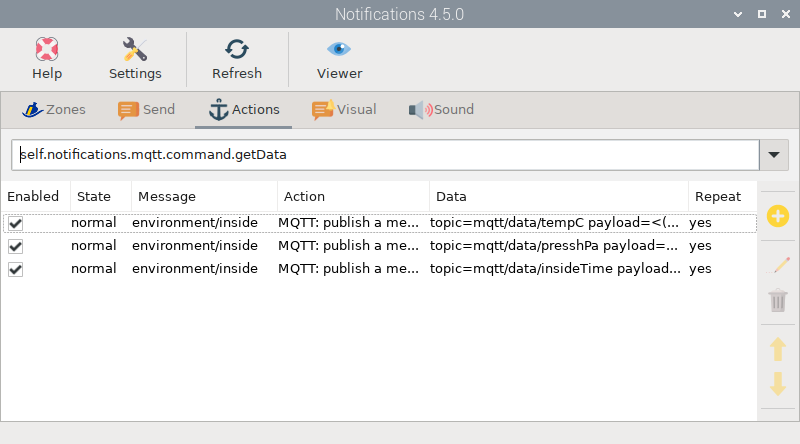 Notifications 4.5.0
Help Settings Refresh Viewer
Zones Send Actions Visual Sound
self.notifications.mqtt.command.getData
Enabled State Message Action Data Repeat
normal environment/inside MQTT: publish a me... topic=mqtt/data/tempC payload=<(... yes
normal environment/inside MQTT: publish a me... topic=mqtt/data/presshPa payload=... yes
normal environment/inside MQTT: publish a me... topic=mqtt/data/insideTime payload... yes